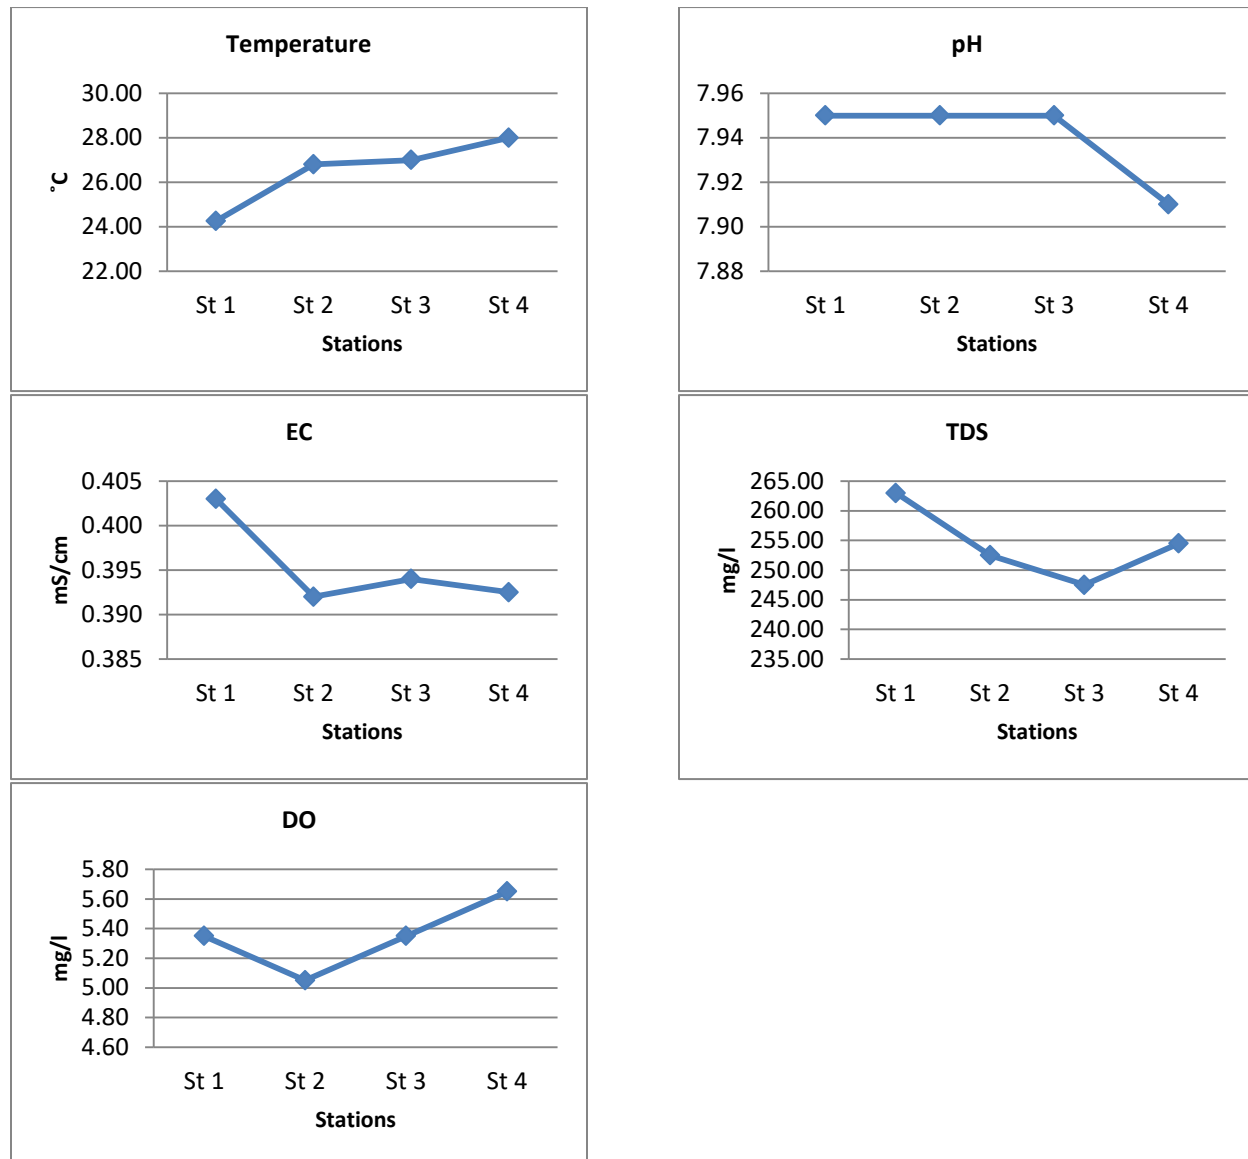 Temperature
30.00
28.00
26.00
24.00
22.00
˚C
St 1 St 2 St 3 St 4
Stations
pH
7.96
7.94
7.92
7.90
7.88
St 1 St 2 St 3 St 4
Stations
EC
0.405
0.400
0.395
0.390
0.385
mS/cm
St 1 St 2 St 3 St 4
Stations
TDS
265.00
260.00
255.00
250.00
245.00
240.00
235.00
mg/l
St 1 St 2 St 3 St 4
Stations
DO
5.80
5.60
5.40
5.20
5.00
4.80
4.60
mg/l
St 1 St 2 St 3 St 4
Stations